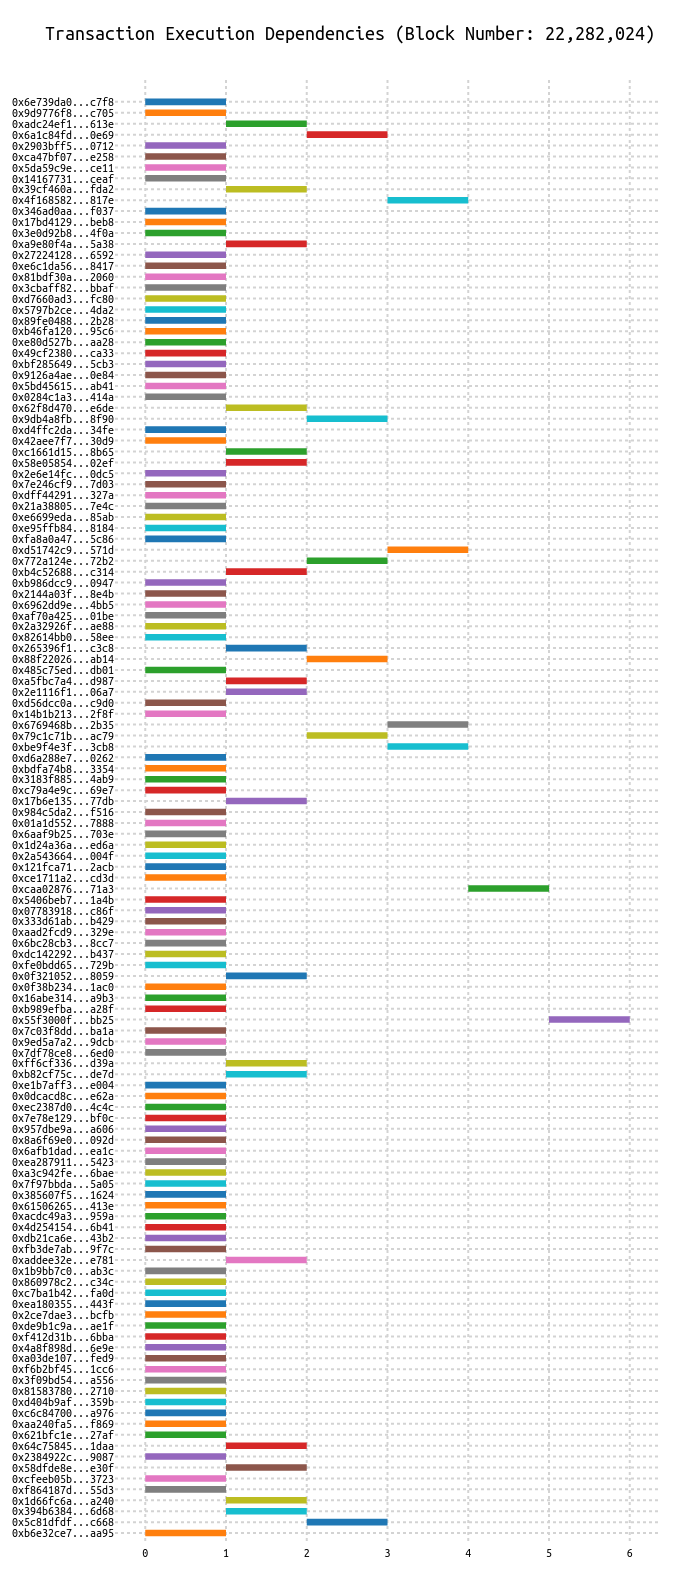 Transaction Execution Dependencies (Block Number: 22,282,024)
0x6e739da0...c7f8
0x9d9776f8...c705
0xadc24ef1...613e
0x6a1c84fd...0e69
0x2903bff5...0712
0xca47bf07...e258
0x5da59c9e...ce11
0x14167731...ceaf
0x39cf460a...fda2
0x4f168582...817e
0x346ad0aa...f037
0x17bd4129...beb8
0x3e0d92b8...4f0a
0xa9e80f4a...5a38
0x27224128...6592
0xe6c1da56...8417
0x81bdf30a...2060
0x3cbaff82...bbaf
0xd7660ad3...fc80
0x5797b2ce...4da2
0x89fe0488...2b28
0xb46fa120...95c6
0xe80d527b...aa28
0x49cf2380...ca33
0xbf285649...5cb3
0x9126a4ae...0e84
0x5bd45615...ab41
0x0284c1a3...414a
0x62f8d470...e6de
0x9db4a8fb...8f90
0xd4ffc2da...34fe
0x42aee7f7...30d9
0xc1661d15...8b65
0x58e05854...02ef
0x2e6e14fc...0dc5
0x7e246cf9...7d03
0xdff44291...327a
0x21a38805...7e4c
0xe6699eda...85ab
0xe95ffb84...8184
0xfa8a0a47...5c86
0xd51742c9...571d
0x772a124e...72b2
0xb4c52688...c314
0xb986dcc9...0947
0x2144a03f...8e4b
0x6962dd9e...4bb5
0xaf70a425...01be
0x2a32926f...ae88
0x82614bb0...58ee
0x265396f1...c3c8
0x88f22026...ab14
0x485c75ed...db01
0xa5fbc7a4...d987
0x2e1116f1...06a7
0xd56dcc0a...c9d0
0x14b1b213...2f8f
0x6769468b...2b35
0x79c1c71b...ac79
0xbe9f4e3f...3cb8
0xd6a288e7...0262
0xbdfa74b8...3354
0x3183f885...4ab9
0xc79a4e9c...69e7
0x17b6e135...77db
0x984c5da2...f516
0x01a1d552...7888
0x6aaf9b25...703e
0x1d24a36a...ed6a
0x2a543664...004f
0x121fca71...2acb
0xce1711a2...cd3d
0xcaa02876...71a3
0x5406beb7...1a4b
0x07783918...c86f
0x333d61ab...b429
0xaad2fcd9...329e
0x6bc28cb3...8cc7
0xdc142292...b437
0xfe0bdd65...729b
0x0f321052...8059
0x0f38b234...1ac0
0x16abe314...a9b3
0xb989efba...a28f
0x55f3000f...bb25
0x7c03f8dd...ba1a
0x9ed5a7a2...9dcb
0x7df78ce8...6ed0
0xff6cf336...d39a
0xb82cf75c...de7d
0xe1b7aff3...e004
0x0dcacd8c...e62a
0xec2387d0...4c4c
0x7e78e129...bf0c
0x957dbe9a...a606
0x8a6f69e0...092d
0x6afb1dad...ea1c
0xea287911...5423
0xa3c942fe...6bae
0x7f97bbda...5a05
0x385607f5...1624
0x61506265...413e
0xacdc49a3...959a
0x4d254154...6b41
0xdb21ca6e...43b2
0xfb3de7ab...9f7c
0xaddee32e...e781
0x1b9bb7c0...ab3c
0x860978c2...c34c
0xc7ba1b42...fa0d
0xea180355...443f
0x2ce7dae3...bcfb
0xde9b1c9a...ae1f
0xf412d31b...6bba
0x4a8f898d...6e9e
0xa03de107...fed9
0xf6b2bf45...1cc6
0x3f09bd54...a556
0x81583780...2710
0xd404b9af...359b
0xc6c84700...a976
0xaa240fa5...f869
0x621bfc1e...27af
0x64c75845...1daa
0x2384922c...9087
0x58dfde8e...e30f
0xcfeeb05b...3723
0xf864187d...55d3
0x1d66fc6a...a240
0x394b6384...6d68
0x5c81dfdf...c668
0xb6e32ce7...aa95
0 1 2 3 4 5 6